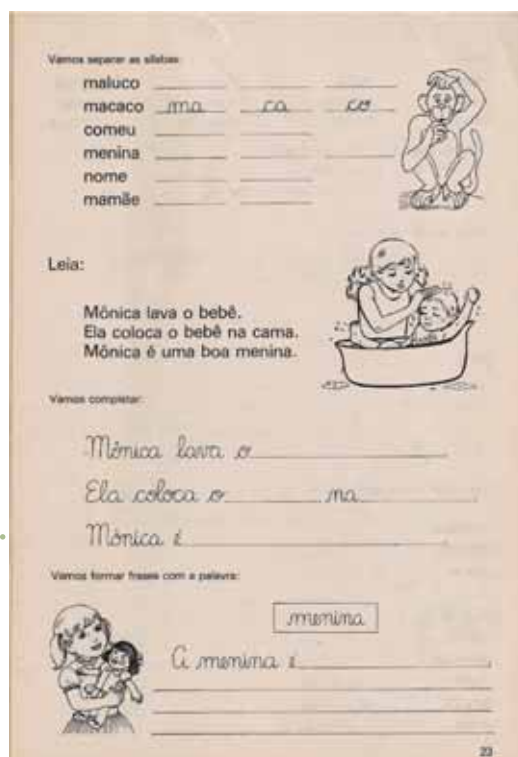 Vamos separar as sílabas:
maluco
macaco ma ca co
comeu
menina
nome
mamãe
Leia:
Mônica lava o bebê.
Ela coloca o bebê na cama.
Mônica é uma boa menina.
Vamos completar:
Mônica lava o
Ela coloca o na
Mônica é
Vamos formar frases com a palavra:
menina
A menina é
23